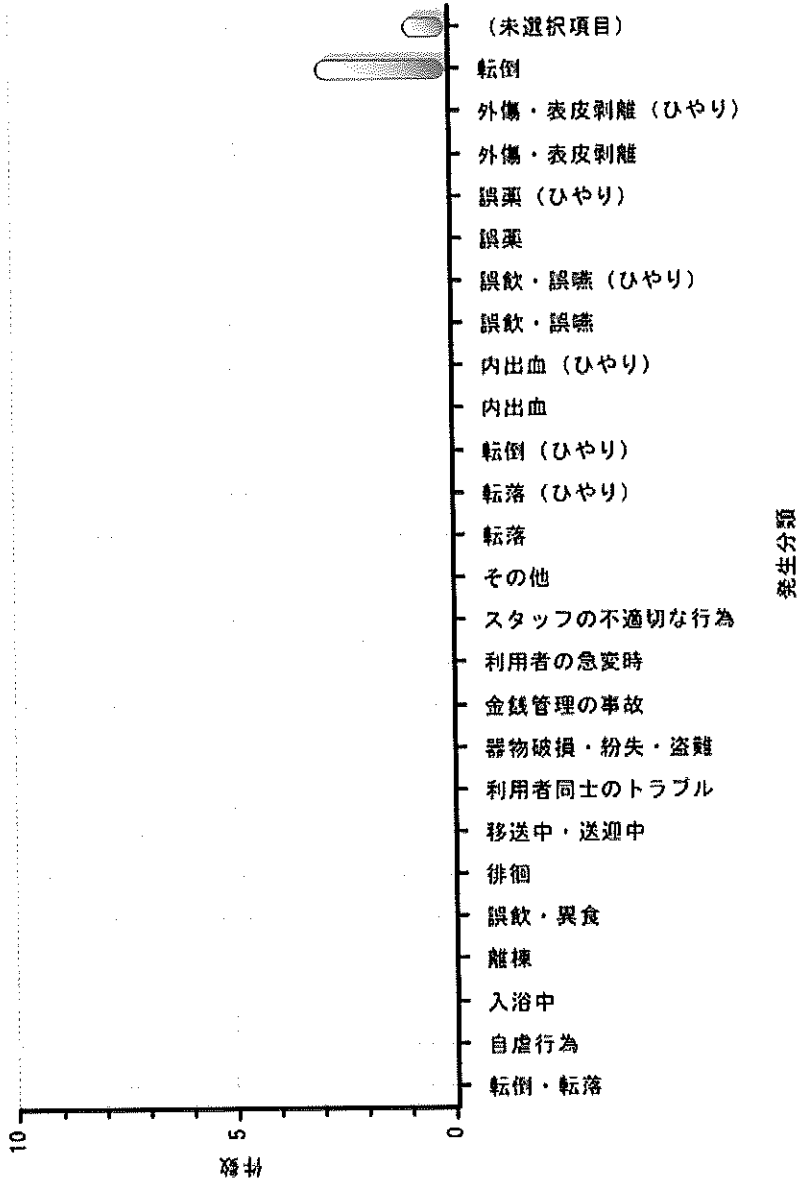 (未選択項目)
転倒
外傷・表皮剥離(ひやり)
外傷・表皮剥離
誤薬(ひやり)
誤薬
誤飲・誤嚥(ひやり)
誤飲・誤嚥
内出血(ひやり)
内出血
転倒(ひやり)
転落(ひやり)
転落
その他
スタッフの不適切な行為
利用者の急変時
金銭管理の事故
器物破損・紛失・盗難
利用者同士のトラブル
移送中・送迎中
徘徊
誤飲・異食
離棟
入浴中
自虐行為
転倒・転落
発生分類
10
5
0
件数